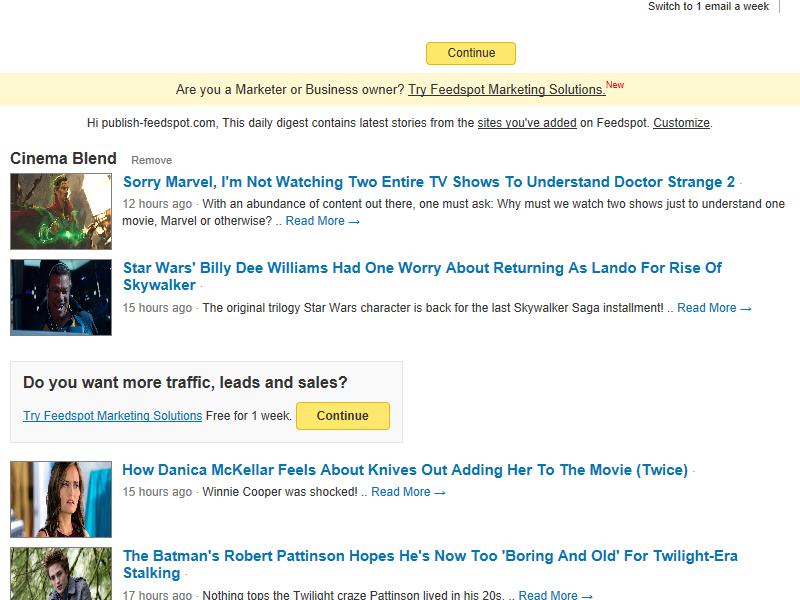 Switch to 1 email a week
Continue
Are you a Marketer or Business owner? Try Feedspot Marketing Solutions.New
Hi publish-feedspot.com, This daily digest contains latest stories from the sites you've added on Feedspot. Customize.
Cinema Blend Remove
Sorry Marvel, I'm Not Watching Two Entire TV Shows To Understand Doctor Strange 2 ·
12 hours ago · With an abundance of content out there, one must ask: Why must we watch two shows just to understand one
movie, Marvel or otherwise? .. Read More →
Star Wars' Billy Dee Williams Had One Worry About Returning As Lando For Rise Of
Skywalker ·
15 hours ago · The original trilogy Star Wars character is back for the last Skywalker Saga installment! .. Read More →
Do you want more traffic, leads and sales?
Try Feedspot Marketing Solutions Free for 1 week. Continue
How Danica McKellar Feels About Knives Out Adding Her To The Movie (Twice) ·
15 hours ago · Winnie Cooper was shocked! .. Read More →
The Batman's Robert Pattinson Hopes He's Now Too 'Boring And Old' For Twilight-Era
Stalking ·
17 hours ago · Nothing tops the Twilight craze Pattinson lived in his 20s. .. Read More →